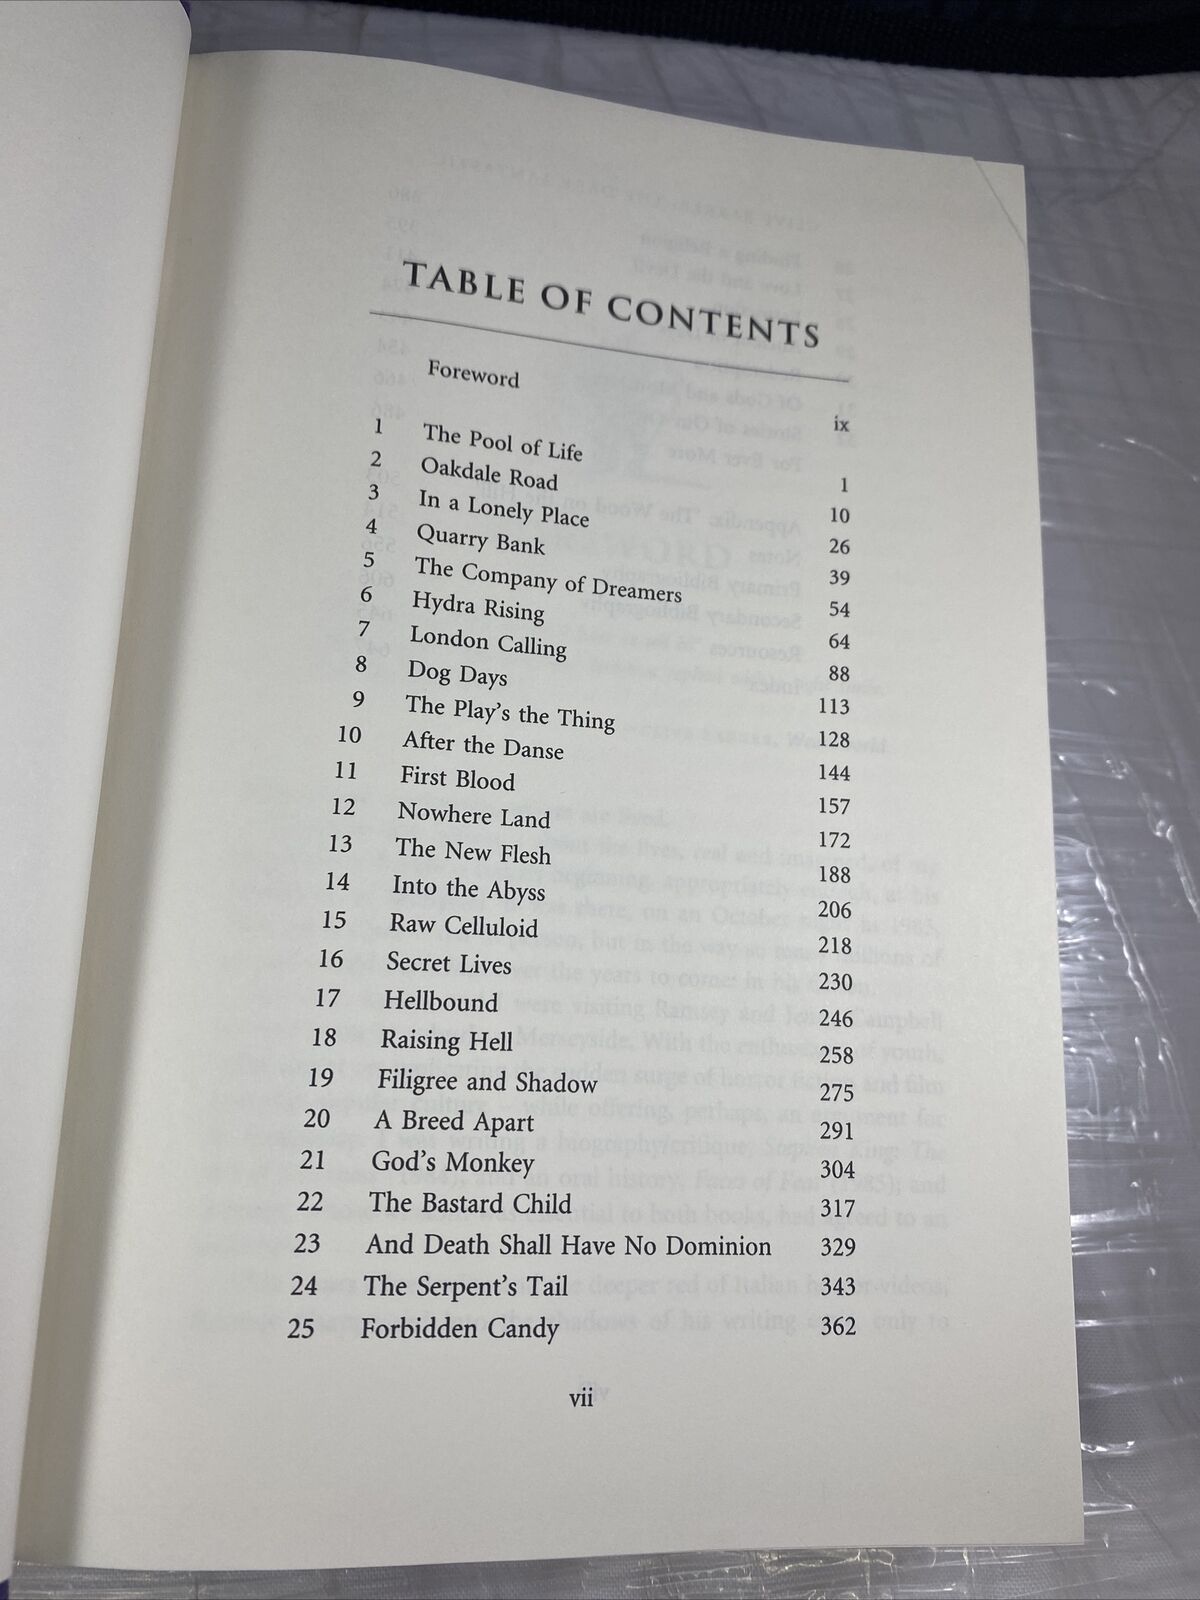 TABLE OF CONTENTS
Foreword ix
1 The Pool of Life 1
2 Oakdale Road 10
3 In a Lonely Place 26
4 Quarry Bank 39
5 The Company of Dreamers 54
6 Hydra Rising 64
7 London Calling 88
8 Dog Days 113
9 The Play's the Thing 128
10 After the Danse 144
11 First Blood 157
12 Nowhere Land 172
13 The New Flesh 188
14 Into the Abyss 206
15 Raw Celluloid 218
16 Secret Lives 230
17 Hellbound 246
18 Raising Hell 258
19 Filigree and Shadow 275
20 A Breed Apart 291
21 God's Monkey 304
22 The Bastard Child 317
23 And Death Shall Have No Dominion 329
24 The Serpent's Tail 343
25 Forbidden Candy 362
vii